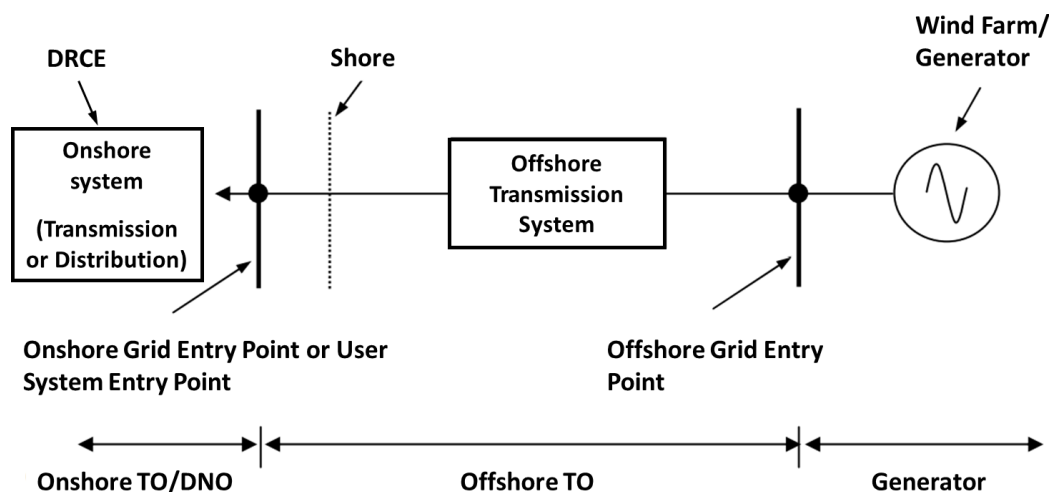 Wind Farm/
Generator
DRCE
Shore
Onshore
system
(Transmission
or Distribution)
Offshore
Transmission
System
Onshore Grid Entry Point or User
System Entry Point
Offshore Grid Entry
Point
Onshore TO/DNO
Offshore TO
Generator